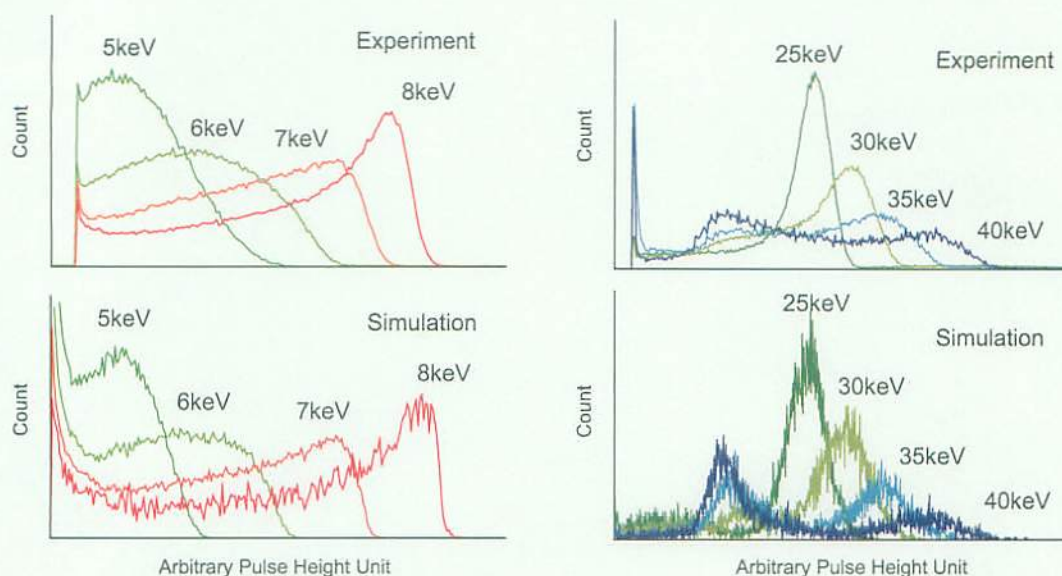 Experiment
5keV
6keV
7keV
8keV
Count
Experiment
25keV
30keV
35keV
40keV
Count
Simulation
5keV
6keV
7keV
8keV
Count
Arbitrary Pulse Height Unit
Simulation
25keV
30keV
35keV
40keV
Count
Arbitrary Pulse Height Unit